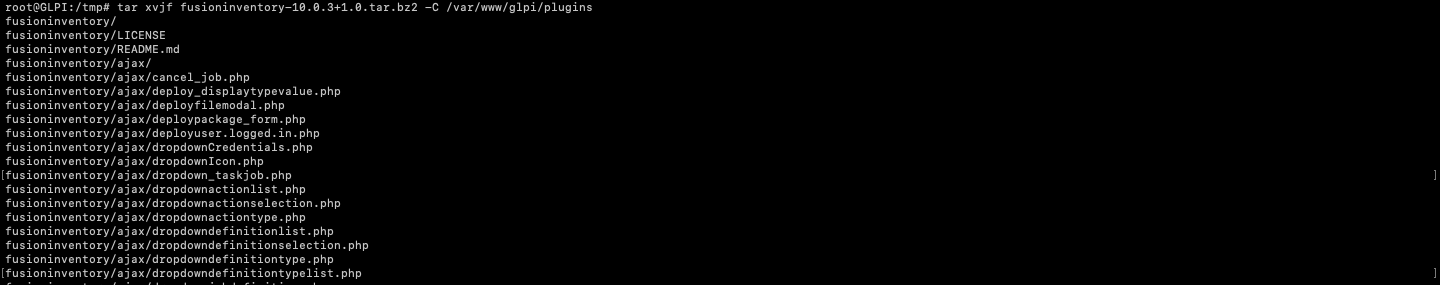 root@GLPI:/tmp# tar xvjf fusioninventory-10.0.3+1.0.tar.bz2 -C /var/www/glpi/plugins
fusioninventory/
fusioninventory/LICENSE
fusioninventory/README.md
fusioninventory/ajax/
fusioninventory/ajax/cancel_job.php
fusioninventory/ajax/deploy_displaytypevalue.php
fusioninventory/ajax/deployfilemodal.php
fusioninventory/ajax/deploypackage_form.php
fusioninventory/ajax/deployuser.logged.in.php
fusioninventory/ajax/dropdownCredentials.php
fusioninventory/ajax/dropdownIcon.php
[fusioninventory/ajax/dropdown_taskjob.php ]
fusioninventory/ajax/dropdownactionlist.php
fusioninventory/ajax/dropdownactionselection.php
fusioninventory/ajax/dropdownactiontype.php
fusioninventory/ajax/dropdowndefinitionlist.php
fusioninventory/ajax/dropdowndefinitionselection.php
fusioninventory/ajax/dropdowndefinitiontype.php
[fusioninventory/ajax/dropdowndefinitiontypelist.php ]